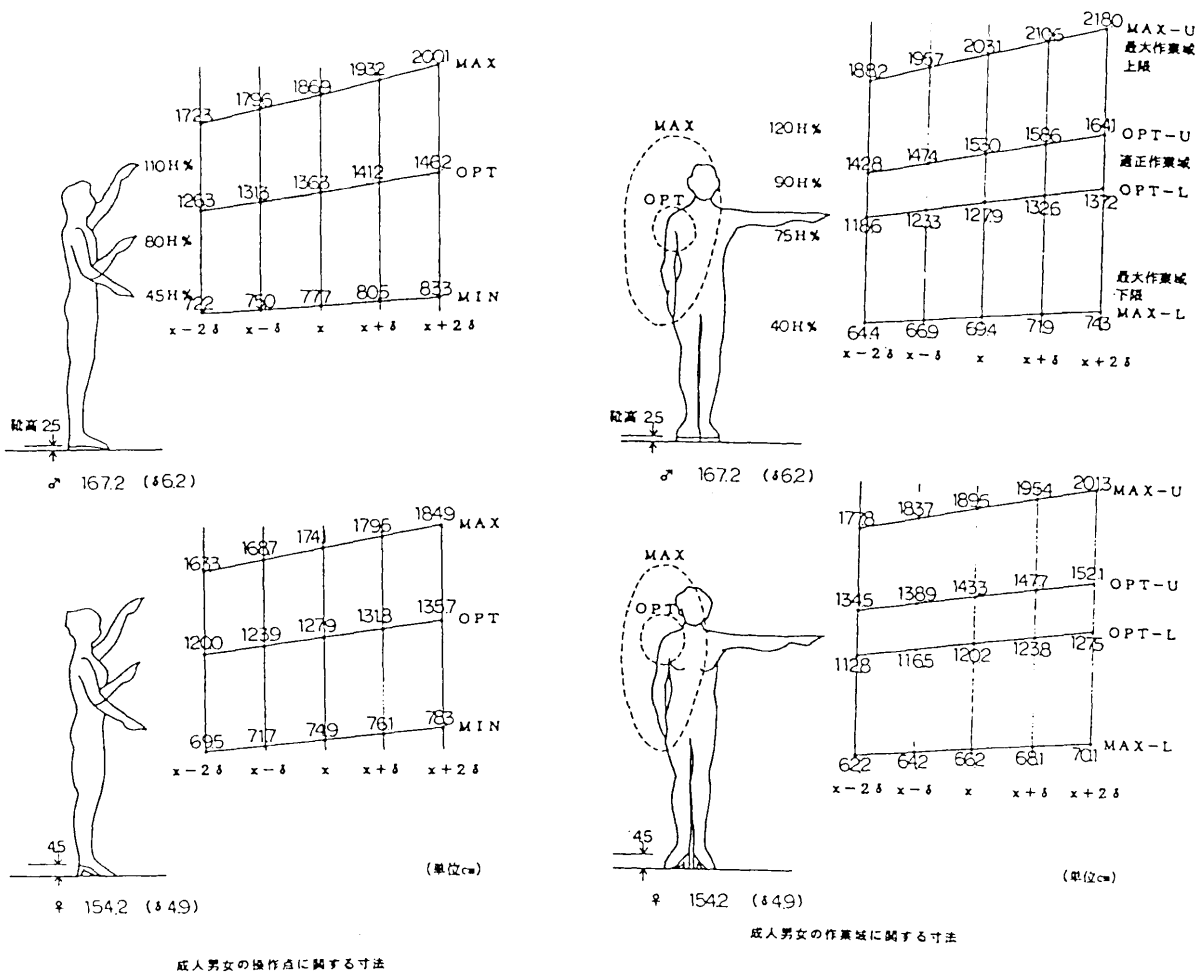 2001 MAX
1932
1869
1795
1723
110H%
1462 OPT
1412
1363
1313
1263
80H%
45H%
722 750 777 805 833 MIN
x-2δ x-δ x x+δ x+2δ
靴高 25
♂ 167.2 (δ6.2)
1849 MAX
1795
1741
1687
1633
1357 OPT
1318
1279
1239
1200
783 MIN
761
749
717
695
x-2δ x-δ x x+δ x+2δ
45
(単位cm)
♀ 154.2 (δ4.9)
成人男女の操作点に関する寸法
2180 MAX-U
最大作業域
上限
2105
2031
1957
1882
MAX
120H%
1641 OPT-U
1586
1530
1474
1428
適正作業域
90H%
OPT-L
OPT
1186 1233 1279 1326 1372
75H%
最大作業域
下限
MAX-L
40H%
64.4 669 69.4 719 743
x-2δ x-δ x x+δ x+2δ
靴高 25
♂ 167.2 (δ6.2)
2013 MAX-U
1954
1895
1837
1778
MAX
1521 OPT-U
1477
1433
1389
1345
OPT
OPT-L
1128 1165 1202 1238 1275
MAX-L
622 642 662 681 701
x-2δ x-δ x x+δ x+2δ
45
(単位cm)
♀ 154.2 (δ4.9)
成人男女の作業域に関する寸法